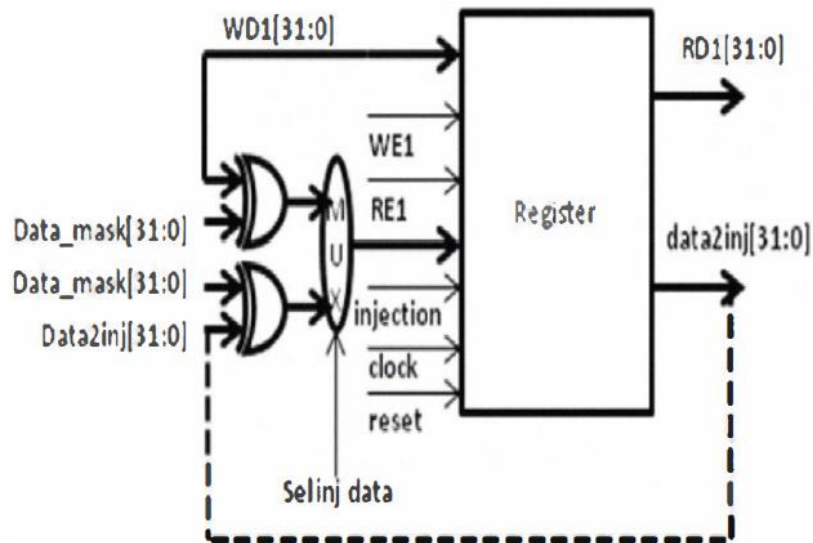 WD1[31:0]
RD1[31:0]
WE1
RE1
M
U
X
Register
Data_mask[31:0]
data2inj[31:0]
Data_mask[31:0]
Data2inj[31:0]
injection
clock
reset
Selinj data